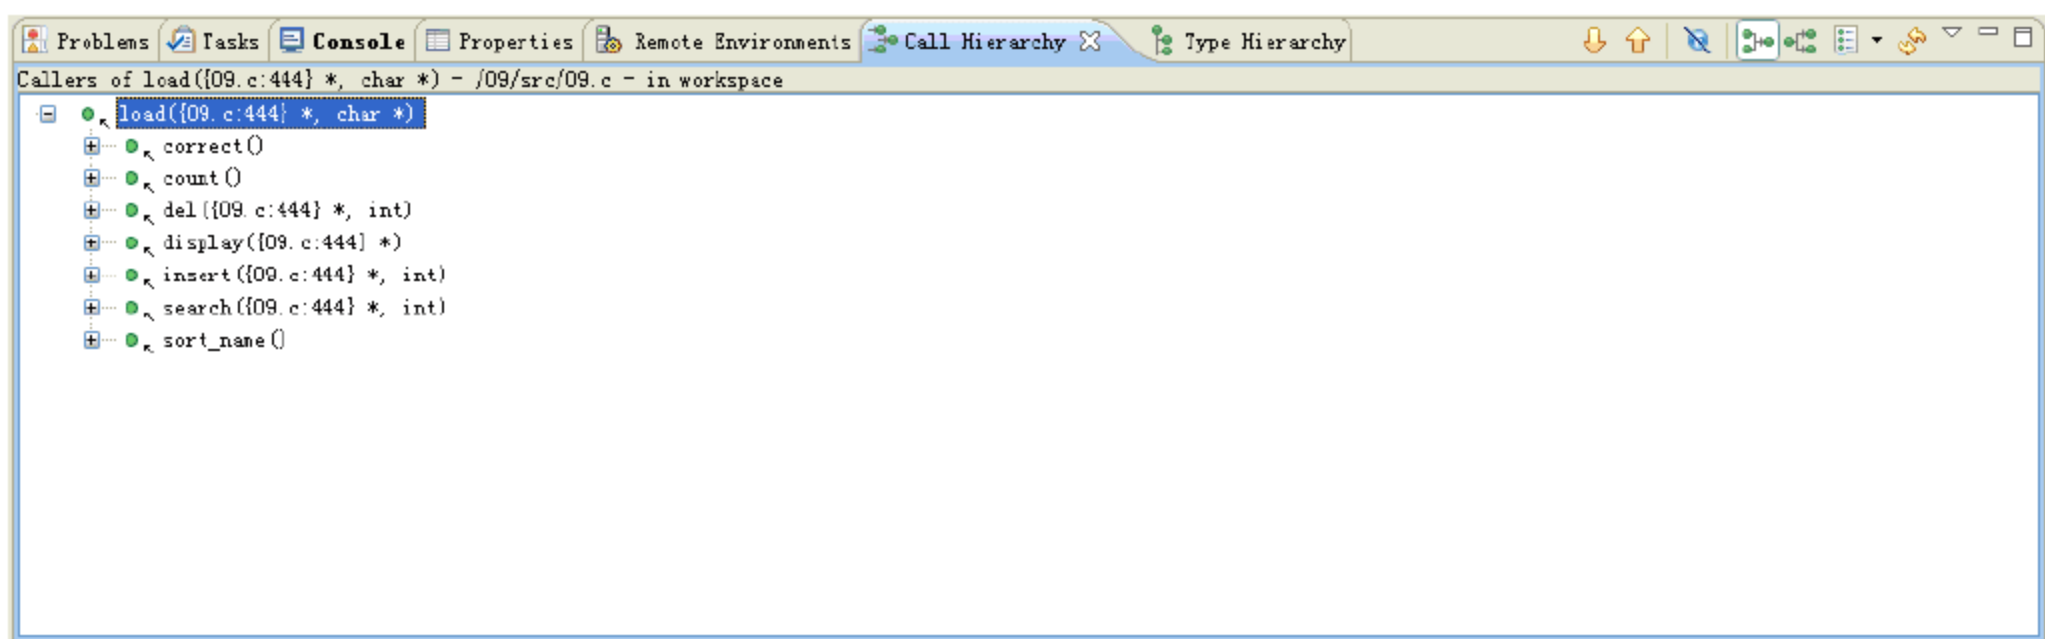 Problems Tasks Console Properties Remote Environments Call Hierarchy Type Hierarchy
Callers of load({09.c:444} *, char *) - /09/src/09.c - in workspace
load({09.c:444} *, char *)
correct()
count()
del({09.c:444} *, int)
display({09.c:444} *)
insert({09.c:444} *, int)
search({09.c:444} *, int)
sort_name()